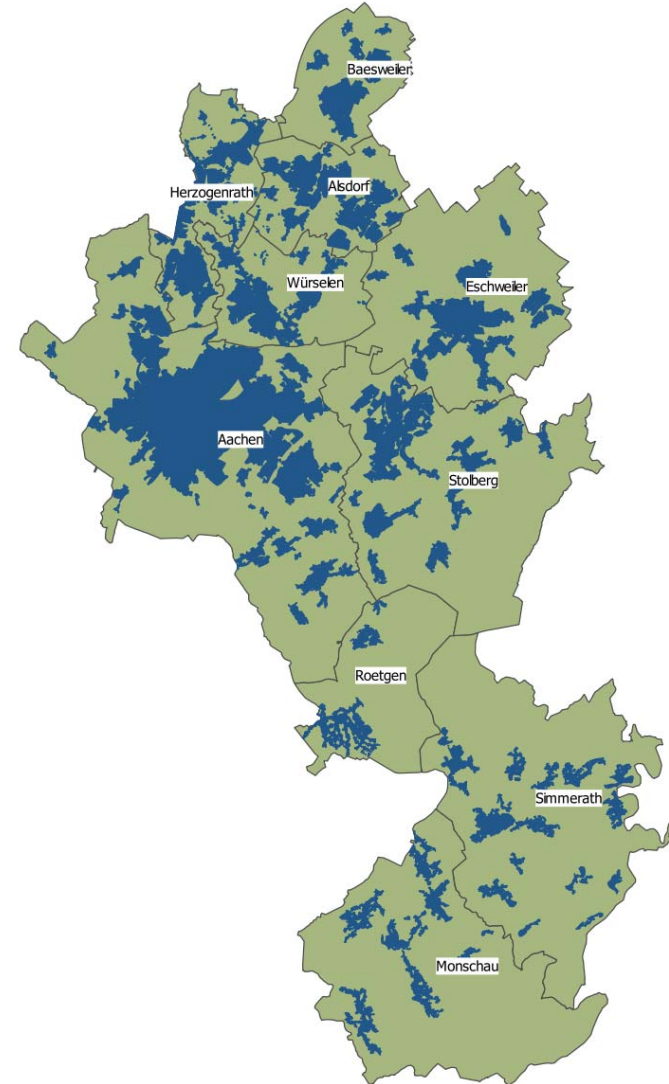 Baesweiler
Herzogenrath
Alsdorf
Würselen
Eschweiler
Aachen
Stolberg
Roetgen
Simmerath
Monschau